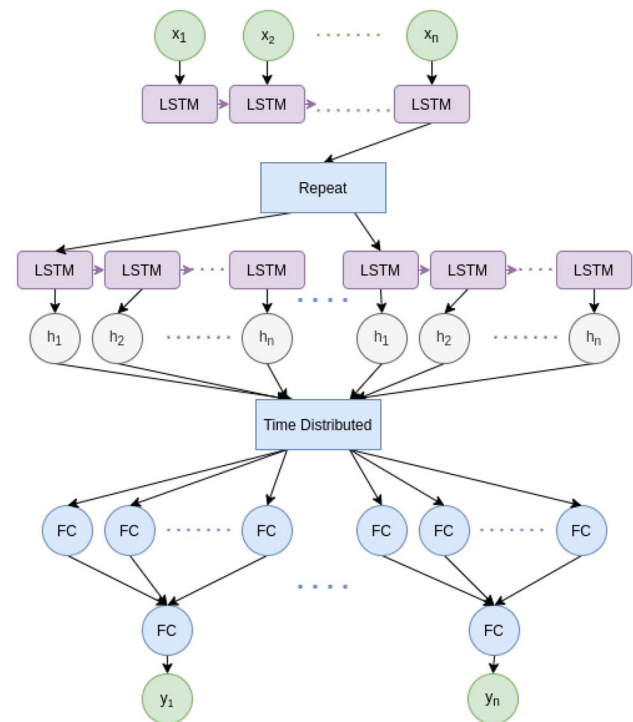 x1 x2 xn
LSTM LSTM LSTM
Repeat
LSTM LSTM LSTM LSTM LSTM LSTM
h1 h2 hn h1 h2 hn
Time Distributed
FC FC FC FC FC FC
FC FC
y1 yn